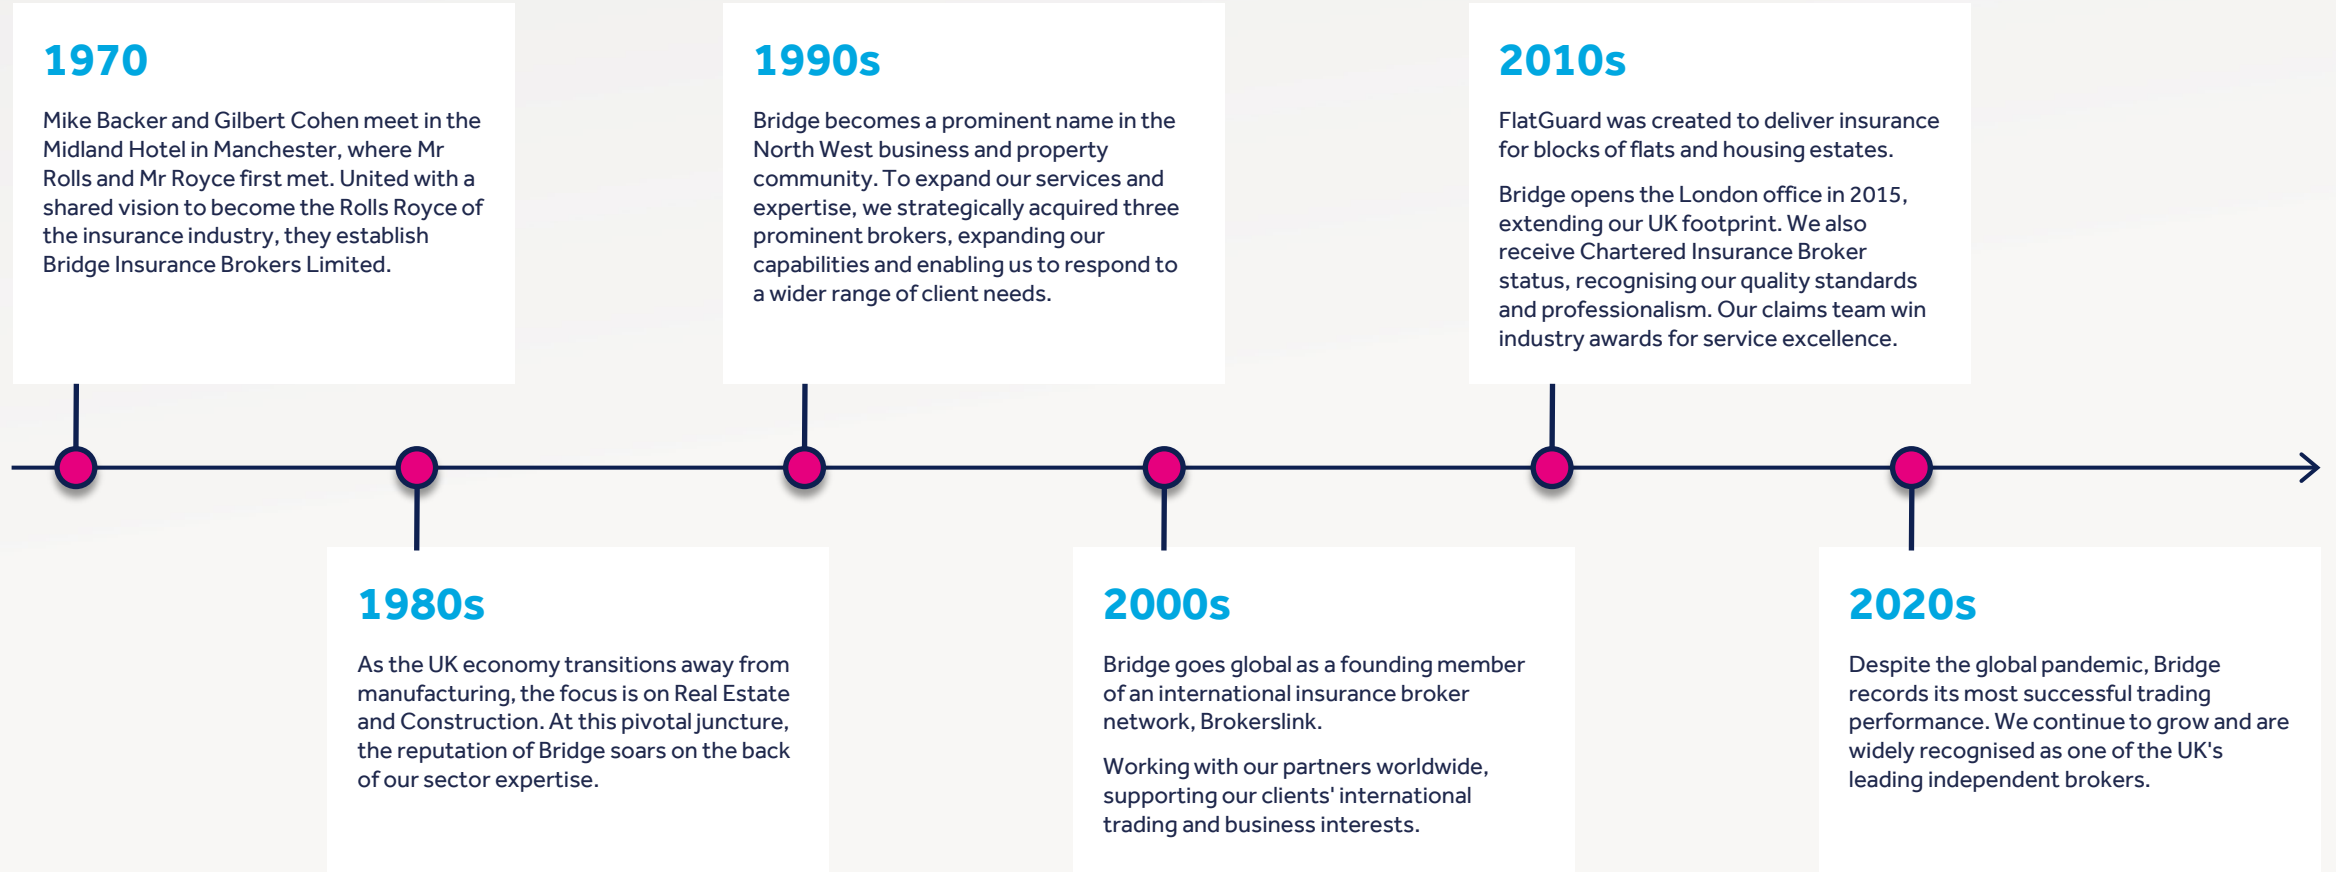 1970
Mike Backer and Gilbert Cohen meet in the
Midland Hotel in Manchester, where Mr
Rolls and Mr Royce first met. United with a
shared vision to become the Rolls Royce of
the insurance industry, they establish
Bridge Insurance Brokers Limited.
1980s
As the UK economy transitions away from
manufacturing, the focus is on Real Estate
and Construction. At this pivotal juncture,
the reputation of Bridge soars on the back
of our sector expertise.
1990s
Bridge becomes a prominent name in the
North West business and property
community. To expand our services and
expertise, we strategically acquired three
prominent brokers, expanding our
capabilities and enabling us to respond to
a wider range of client needs.
2000s
Bridge goes global as a founding member
of an international insurance broker
network, Brokerslink.
Working with our partners worldwide,
supporting our clients' international
trading and business interests.
2010s
FlatGuard was created to deliver insurance
for blocks of flats and housing estates.
Bridge opens the London office in 2015,
extending our UK footprint. We also
receive Chartered Insurance Broker
status, recognising our quality standards
and professionalism. Our claims team win
industry awards for service excellence.
2020s
Despite the global pandemic, Bridge
records its most successful trading
performance. We continue to grow and are
widely recognised as one of the UK's
leading independent brokers.